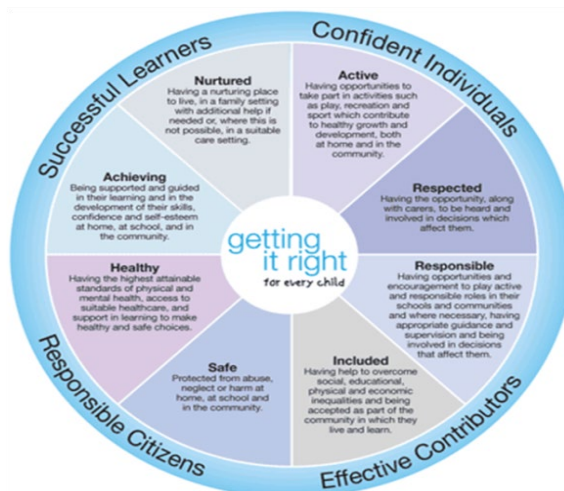 Successful Learners
Confident Individuals
Nurtured
Having a nurturing place
to live, in a family setting
with additional help if
needed or, where this is
not possible, in a suitable
care setting.
Active
Having opportunities to
take part in activities such
as play, recreation and
sport which contribute
to healthy growth and
development, both
at home and in the
community.
Achieving
Being supported and guided
in their learning and in the
development of their skills,
confidence and self-esteem
at home, at school, and in
the community.
Respected
Having the opportunity, along
with carers, to be heard and
involved in decisions which
affect them.
getting
it right
for every child
Healthy
Having the highest attainable
standards of physical and
mental health, access to
suitable healthcare, and
support in learning to make
healthy and safe choices.
Responsible
Having opportunities and
encouragement to play active
and responsible roles in their
schools and communities
and where necessary, having
appropriate guidance and
supervision and being
involved in decisions
that affect them.
Safe
Protected from abuse,
neglect or harm at
home, at school and
in the community.
Included
Having help to overcome
social, educational,
physical and economic
inequalities and being
accepted as part of the
community in which they
live and learn.
Responsible Citizens
Effective Contributors